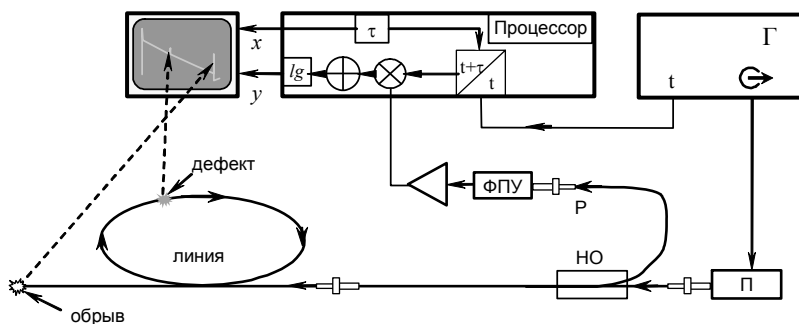 x
τ
Процессор
Г
y
lg
t+τ
t
t
дефект
ФПУ
Р
линия
НО
П
обрыв